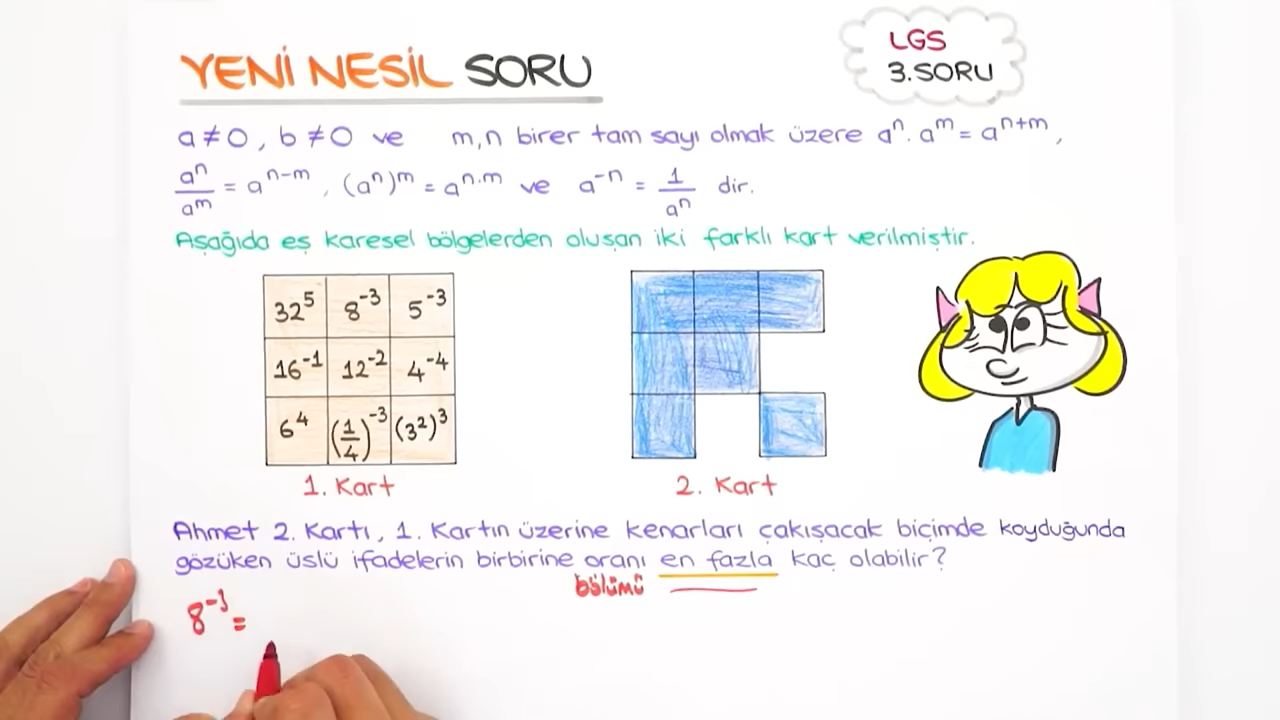 YENİ NESİL SORU
LGS
3.SORU
a≠0, b≠0 ve m,n birer tam sayı olmak üzere aⁿ. aᵐ = aⁿ⁺ᵐ,
aⁿ/aᵐ = aⁿ⁻ᵐ, (aⁿ)ᵐ = aⁿ·ᵐ ve a⁻ⁿ = 1/aⁿ dir.
Aşağıda eş karesel bölgelerden oluşan iki farklı kart verilmiştir.
32⁵ 8⁻³ 5⁻³
16⁻¹ 12⁻² 4⁻⁴
6⁴ (1/4)⁻³ (3²)³
1. Kart
2. Kart
Ahmet 2. Kartı, 1. Kartın üzerine kenarları çakışacak biçimde koyduğunda
gözüken üslü ifadelerin birbirine oranı en fazla kaç olabilir?
bölümü
8⁻³ =